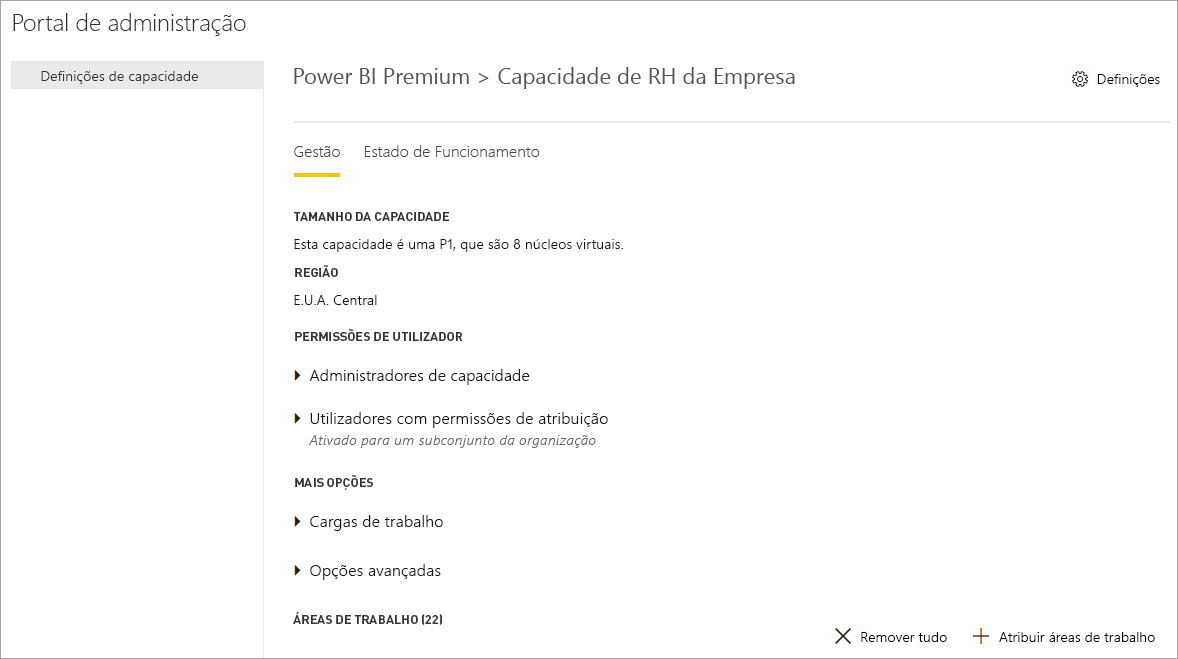 Portal de administração
Definições de capacidade
Power BI Premium > Capacidade de RH da Empresa
Definições
Gestão
Estado de Funcionamento
TAMANHO DA CAPACIDADE
Esta capacidade é uma P1, que são 8 núcleos virtuais.
REGIÃO
E.U.A. Central
PERMISSÕES DE UTILIZADOR
Administradores de capacidade
Utilizadores com permissões de atribuição
Ativado para um subconjunto da organização
MAIS OPÇÕES
Cargas de trabalho
Opções avançadas
ÁREAS DE TRABALHO (22)
Remover tudo
Atribuir áreas de trabalho